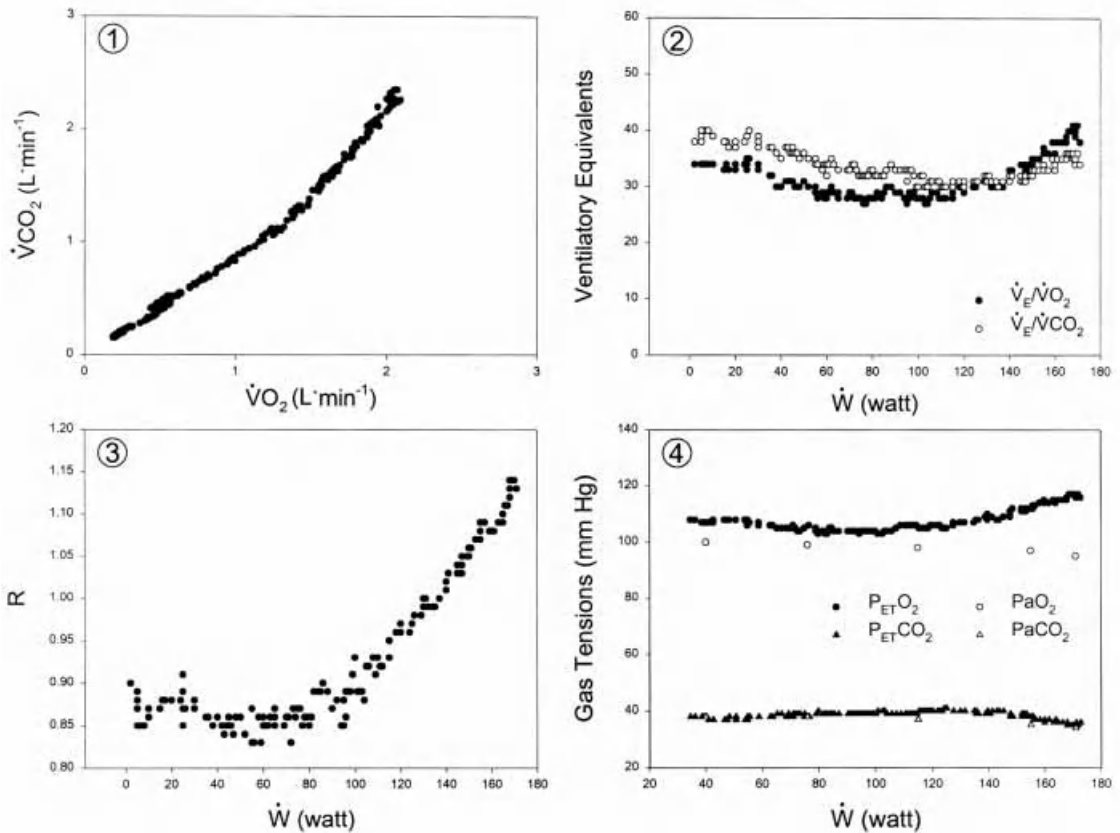 ①
3
2
1
0
V̇CO₂ (L·min⁻¹)
0 1 2 3
V̇O₂ (L·min⁻¹)
②
60
50
40
30
20
10
0
Ventilatory Equivalents
V̇E/V̇O₂
V̇E/V̇CO₂
0 20 40 60 80 100 120 140 160 180
Ẇ (watt)
③
1.20
1.15
1.10
1.05
1.00
0.95
0.90
0.85
0.80
R
0 20 40 60 80 100 120 140 160 180
Ẇ (watt)
④
140
120
100
80
60
40
20
Gas Tensions (mm Hg)
PETO₂ PaO₂
PETCO₂ PaCO₂
20 40 60 80 100 120 140 160 180
Ẇ (watt)